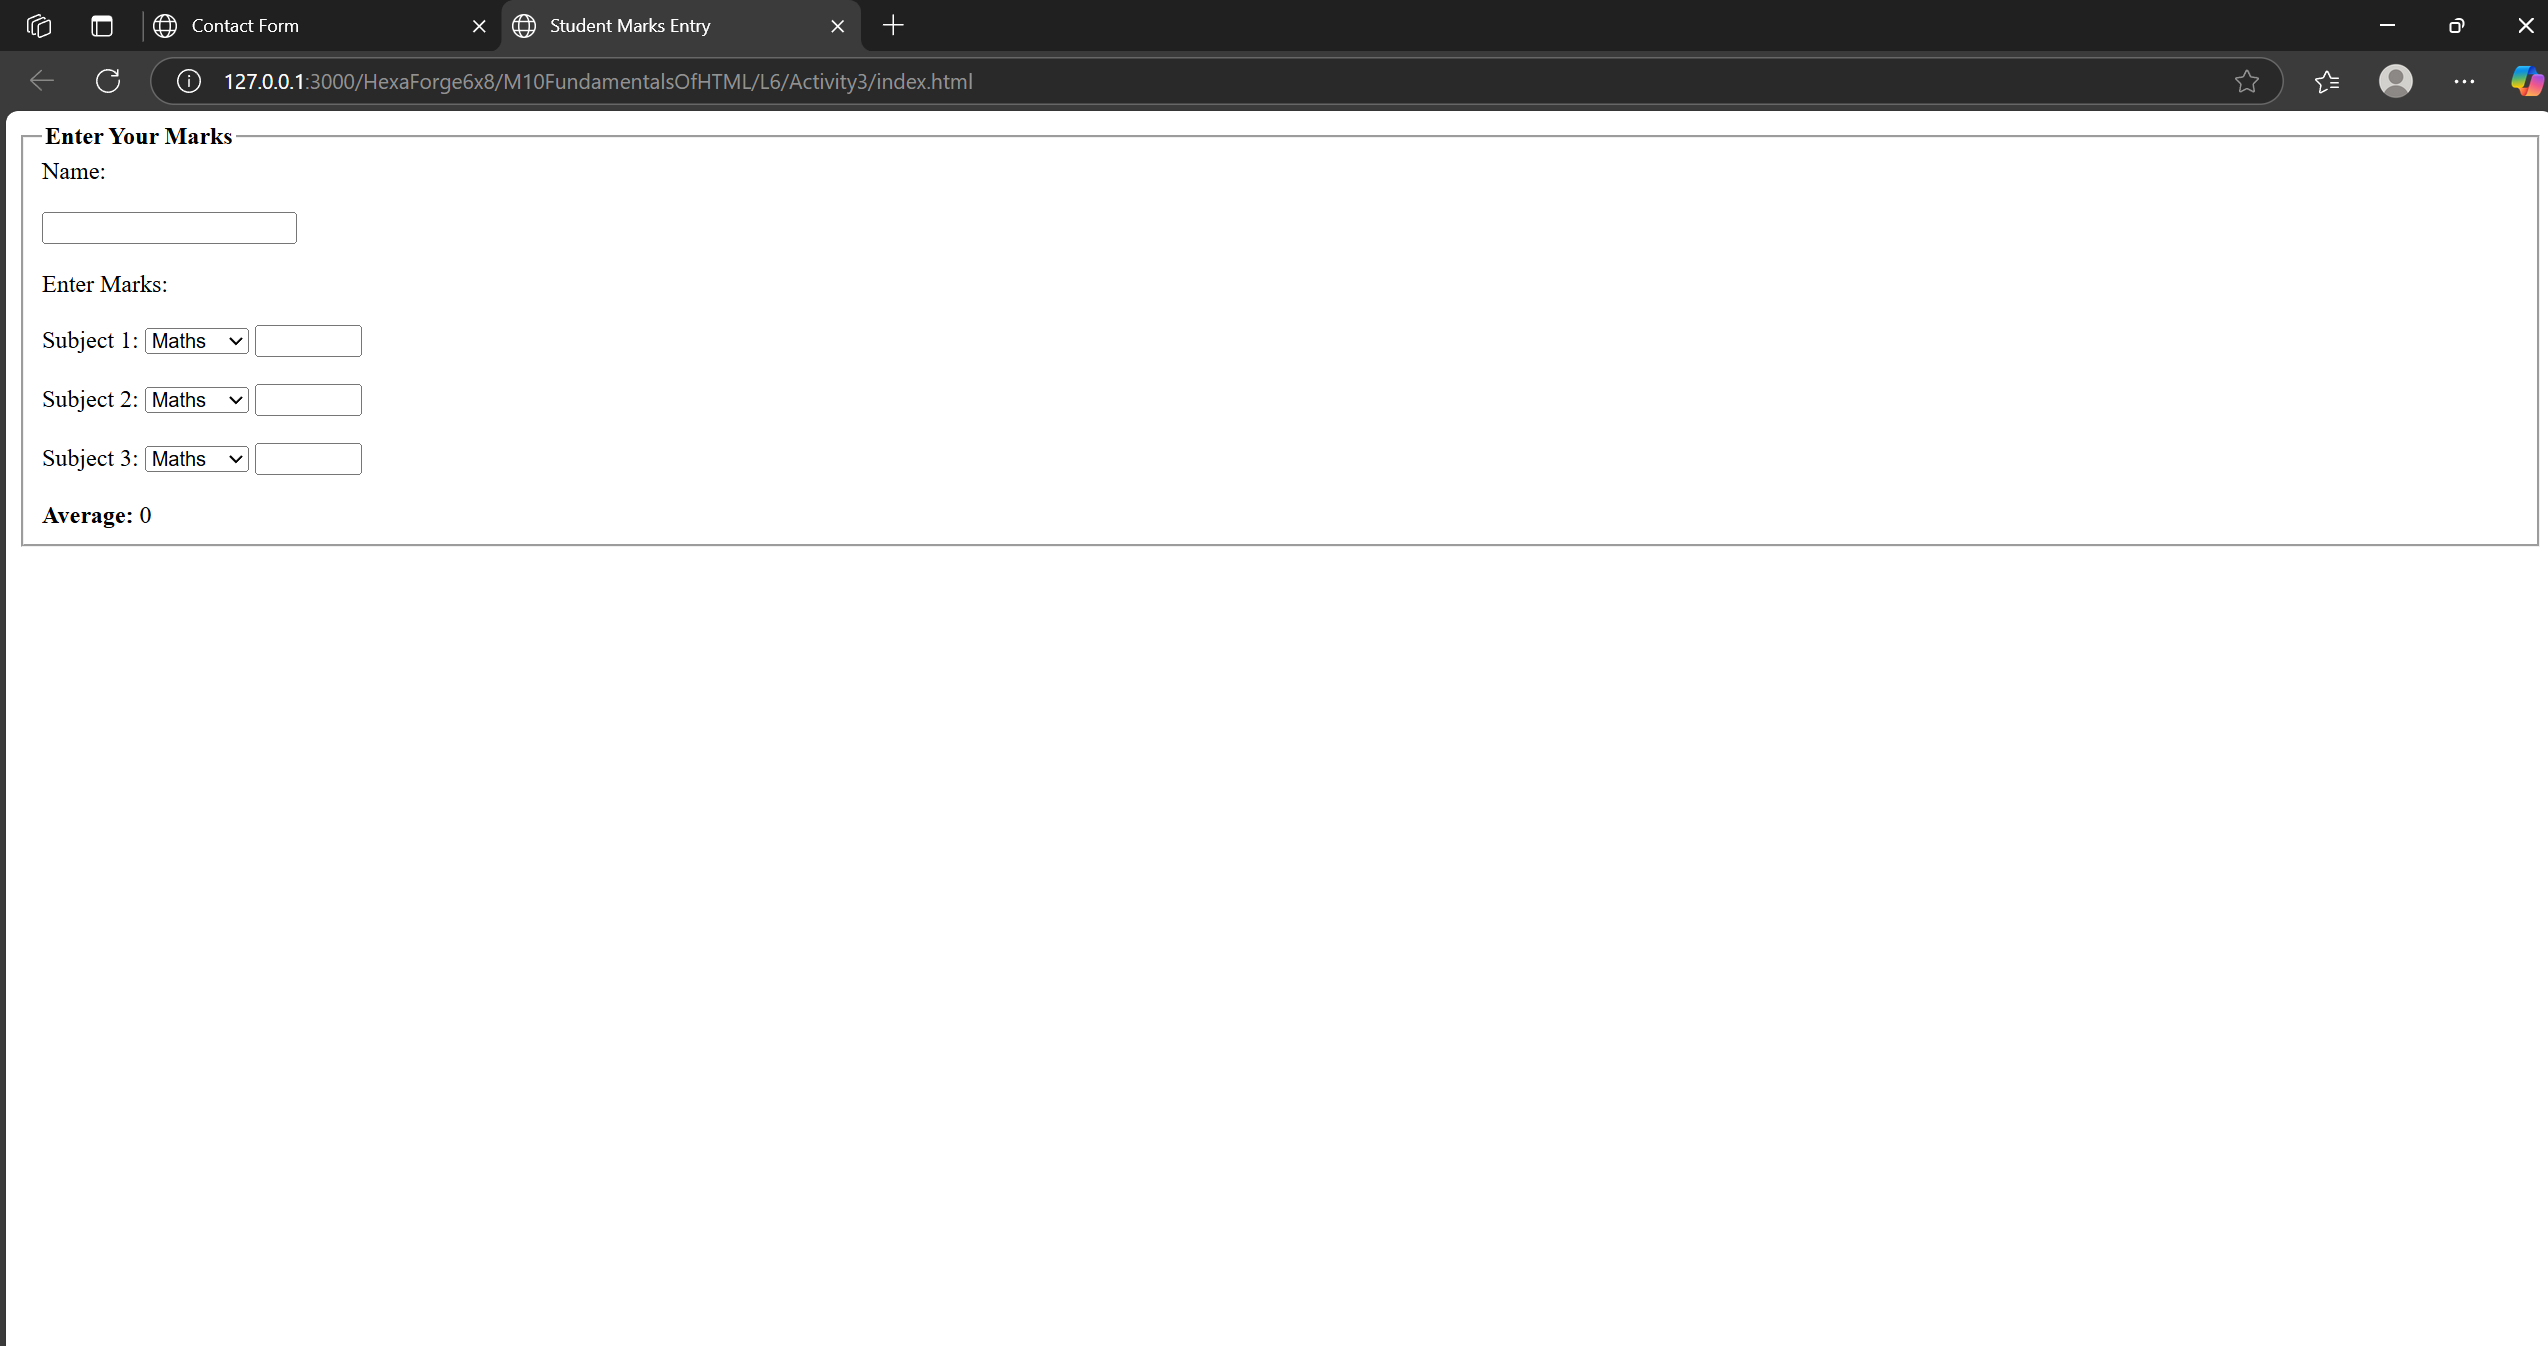 Contact Form
Student Marks Entry
127.0.0.1:3000/HexaForge6x8/M10FundamentalsOfHTML/L6/Activity3/index.html
Enter Your Marks
Name:
Enter Marks:
Subject 1: Maths
Subject 2: Maths
Subject 3: Maths
Average: 0